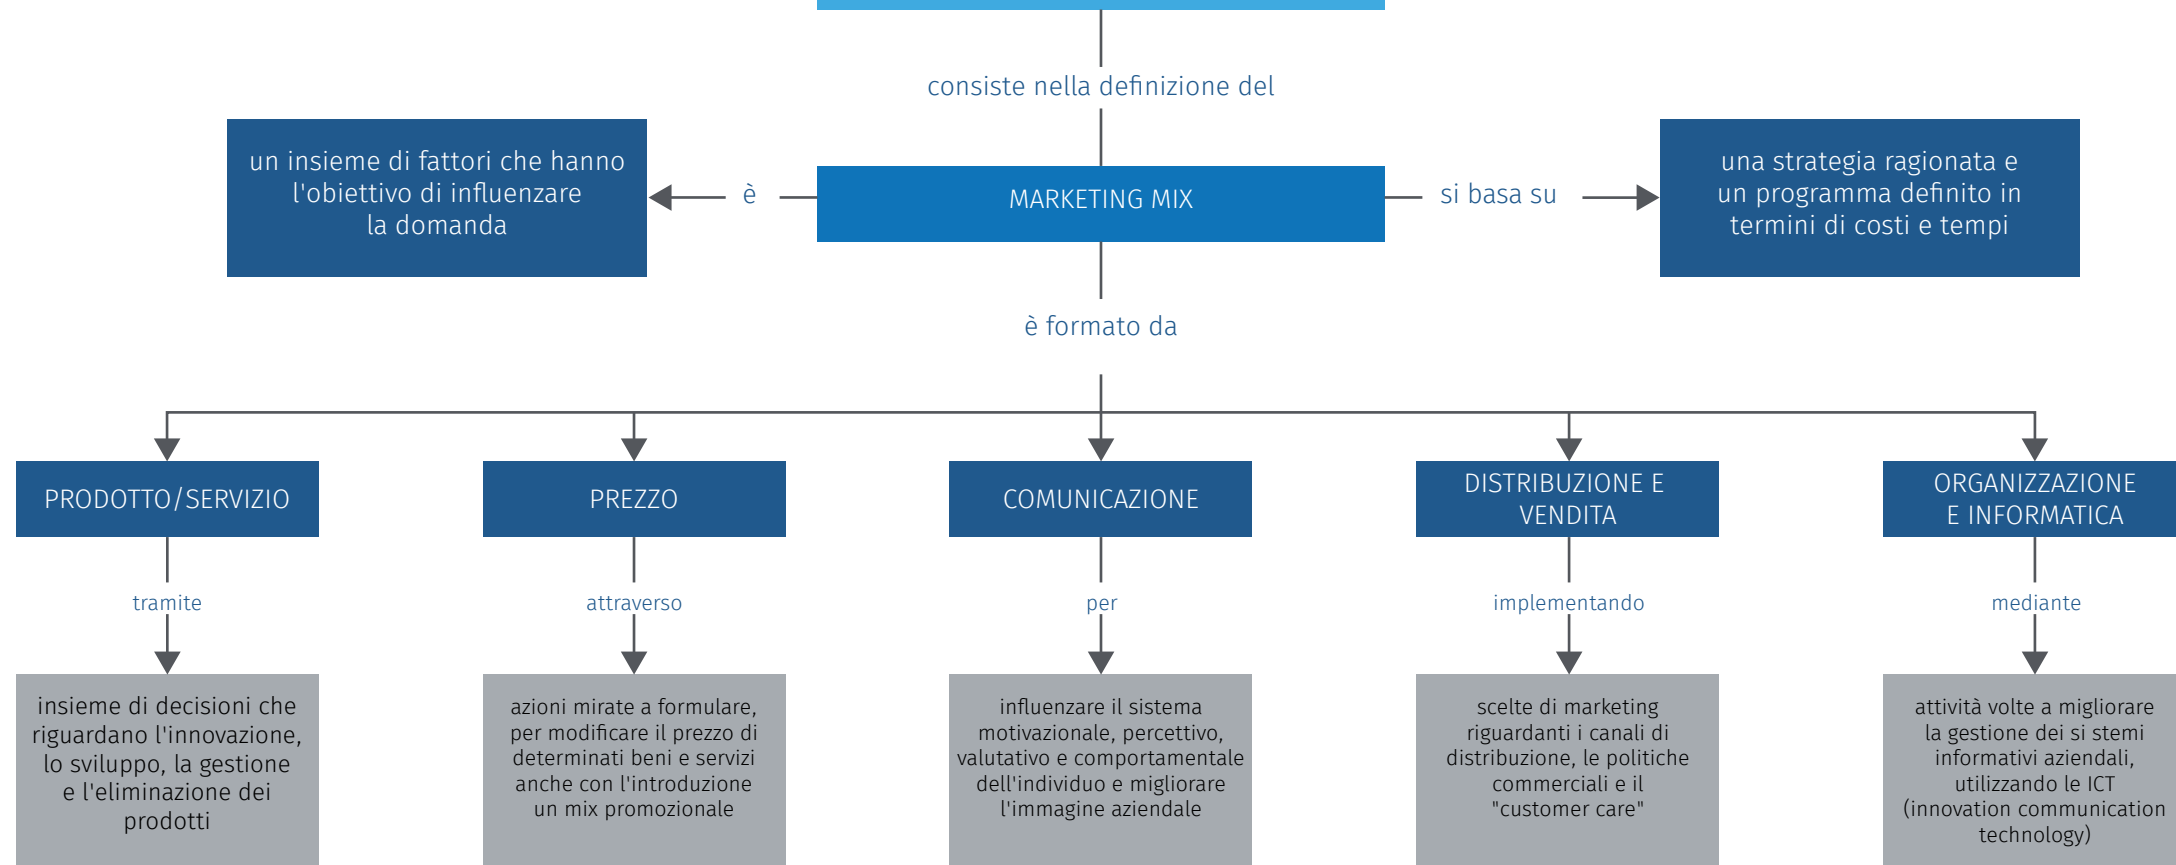 consiste nella definizione del
un insieme di fattori che hanno
l'obiettivo di influenzare
la domanda
è
MARKETING MIX
si basa su
una strategia ragionata e
un programma definito in
termini di costi e tempi
è formato da
PRODOTTO/SERVIZIO
PREZZO
COMUNICAZIONE
DISTRIBUZIONE E
VENDITA
ORGANIZZAZIONE
E INFORMATICA
tramite
attraverso
per
implementando
mediante
insieme di decisioni che
riguardano l'innovazione,
lo sviluppo, la gestione
e l'eliminazione dei
prodotti
azioni mirate a formulare,
per modificare il prezzo di
determinati beni e servizi
anche con l'introduzione
un mix promozionale
influenzare il sistema
motivazionale, percettivo,
valutativo e comportamentale
dell'individuo e migliorare
l'immagine aziendale
scelte di marketing
riguardanti i canali di
distribuzione, le politiche
commerciali e il
"customer care"
attività volte a migliorare
la gestione dei si stemi
informativi aziendali,
utilizzando le ICT
(innovation communication
technology)